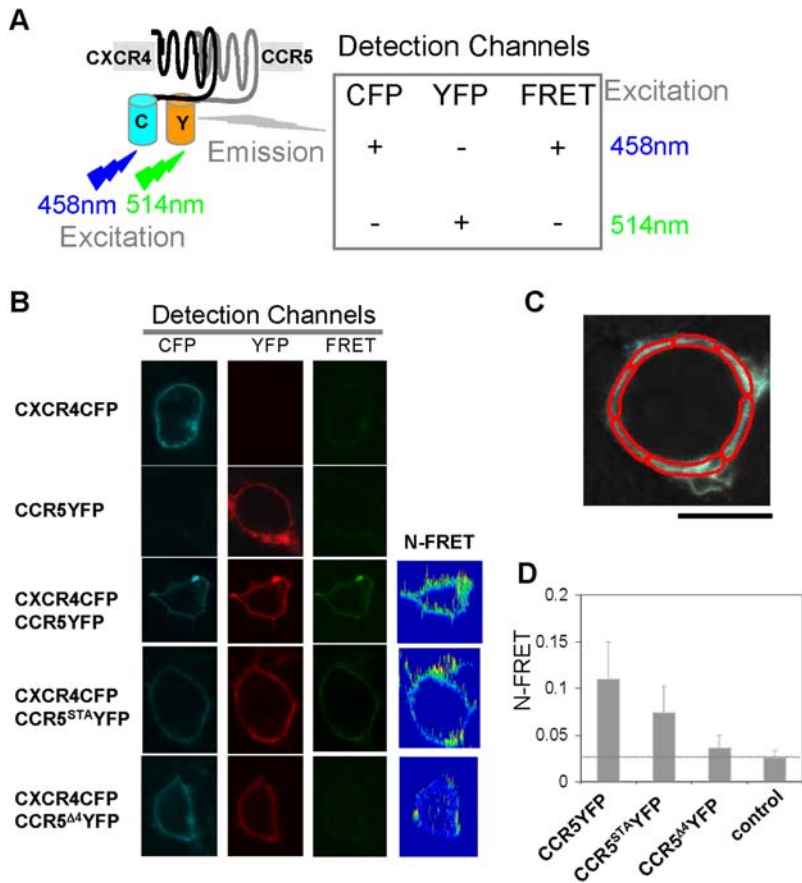 A
CXCR4
CCR5
C
Y
458nm 514nm
Excitation
Emission
Detection Channels
CFP YFP FRET Excitation
+ - + 458nm
- + - 514nm
B
Detection Channels
CFP YFP FRET
CXCR4CFP
CCR5YFP
N-FRET
CXCR4CFP
CCR5YFP
CXCR4CFP
CCR5STAYFP
CXCR4CFP
CCR5Δ4YFP
C
D
N-FRET
0.2
0.15
0.1
0.05
0
CCR5YFP
CCR5STAYFP
CCR5Δ4YFP
control